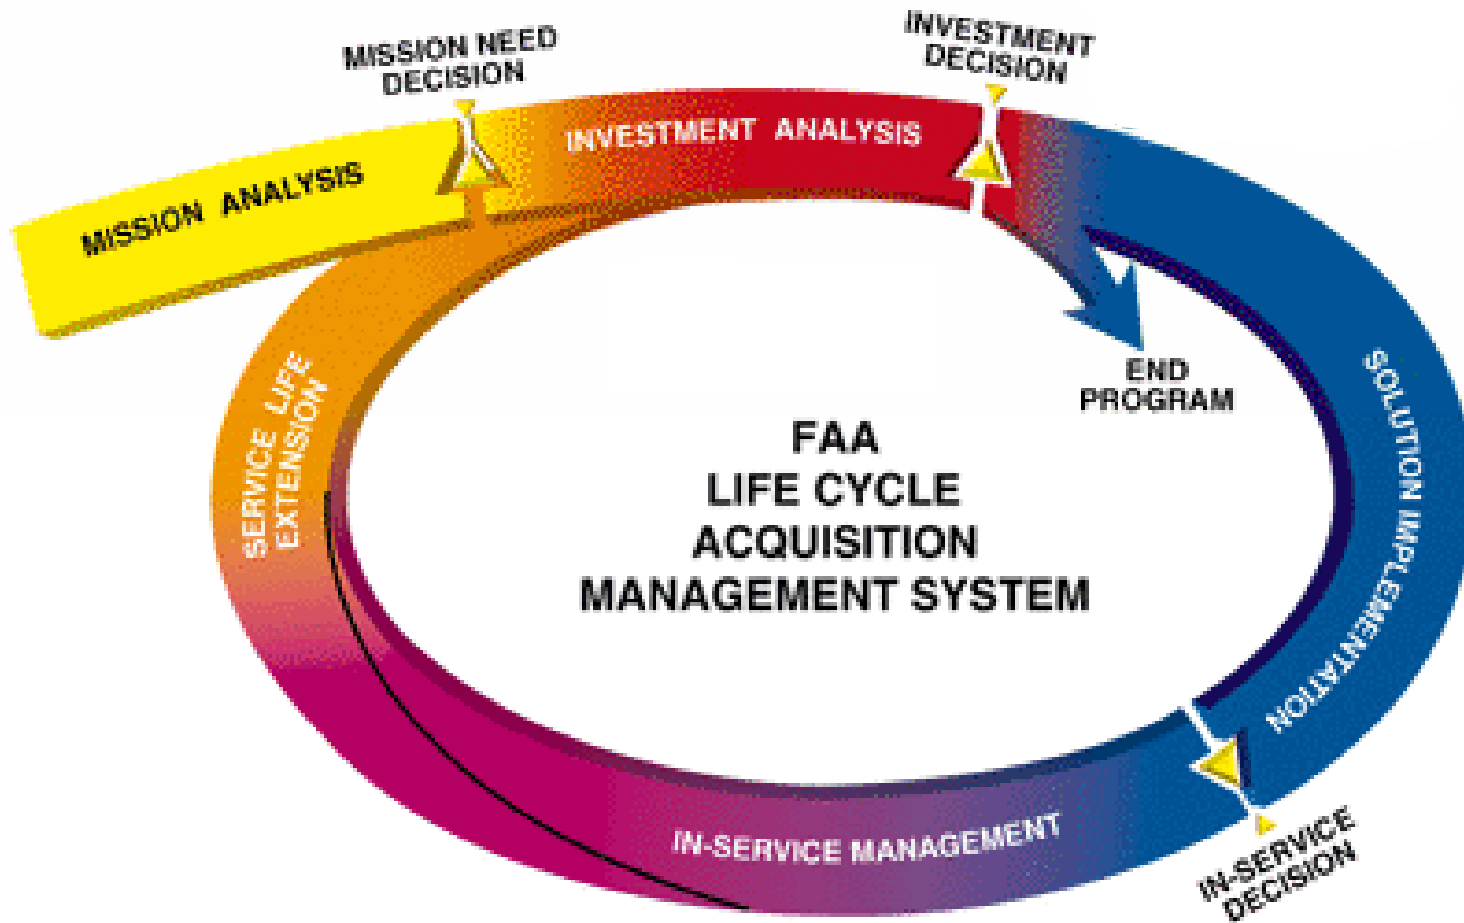 MISSION NEED
DECISION
INVESTMENT
DECISION
MISSION ANALYSIS
INVESTMENT ANALYSIS
END
PROGRAM
SERVICE LIFE
EXTENSION
FAA
LIFE CYCLE
ACQUISITION
MANAGEMENT SYSTEM
SOLUTION IMPLEMENTATION
IN-SERVICE MANAGEMENT
IN-SERVICE
DECISION